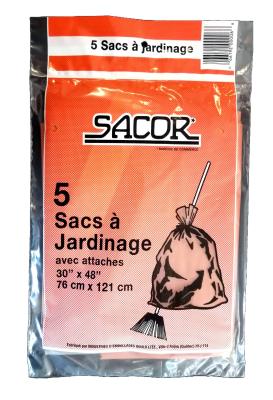 5 Sacs à Jardinage
SACOR
5
Sacs à
Jardinage
avec attaches
30" x 48"
76 cm x 121 cm